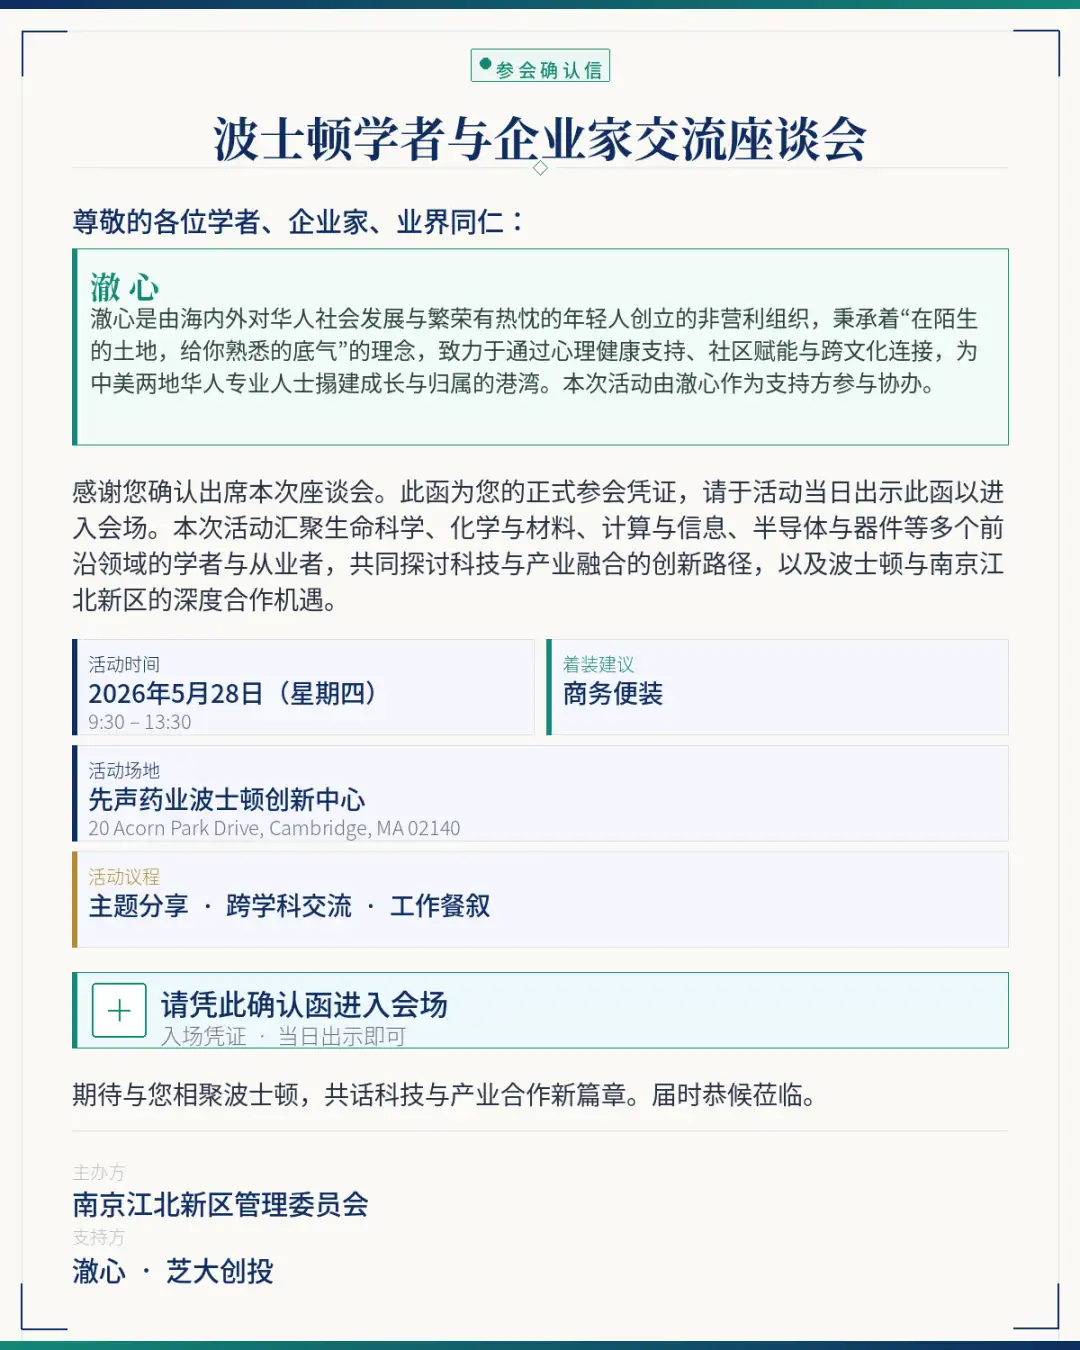 参会确认信
波士顿学者与企业家交流座谈会
尊敬的各位学者、企业家、业界同仁：
澈心
澈心是由海内外对华人社会发展与繁荣有热忱的年轻人创立的非营利组织，秉承着“在陌生
的土地，给你熟悉的底气”的理念，致力于通过心理健康支持、社区赋能与跨文化连接，为
中美两地华人专业人士搨建成长与归属的港湾。本次活动由澈心作为支持方参与协办。
感谢您确认出席本次座谈会。此函为您的正式参会凭证，请于活动当日出示此函以进
入会场。本次活动汇聚生命科学、化学与材料、计算与信息、半导体与器件等多个前
沿领域的学者与从业者，共同探讨科技与产业融合的创新路径，以及波士顿与南京江
北新区的深度合作机遇。
活动时间
2026年5月28日（星期四）
9:30 – 13:30
着装建议
商务便装
活动场地
先声药业波士顿创新中心
20 Acorn Park Drive, Cambridge, MA 02140
活动议程
主题分享 · 跨学科交流 · 工作餐叙
请凭此确认函进入会场
入场凭证 · 当日出示即可
期待与您相聚波士顿，共话科技与产业合作新篇章。届时恭候莅临。
主办方
南京江北新区管理委员会
支持方
澈心 · 芝大创投